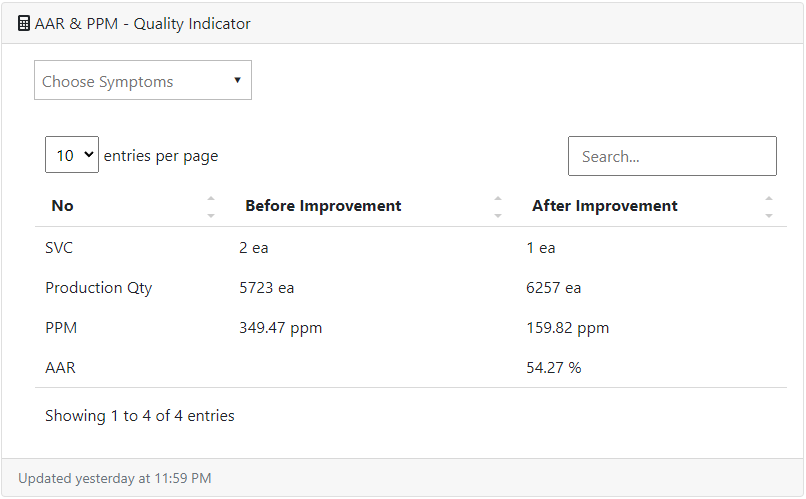 AAR & PPM - Quality Indicator
Choose Symptoms
10 entries per page
Search...
No Before Improvement After Improvement
SVC 2 ea 1 ea
Production Qty 5723 ea 6257 ea
PPM 349.47 ppm 159.82 ppm
AAR 54.27 %
Showing 1 to 4 of 4 entries
Updated yesterday at 11:59 PM